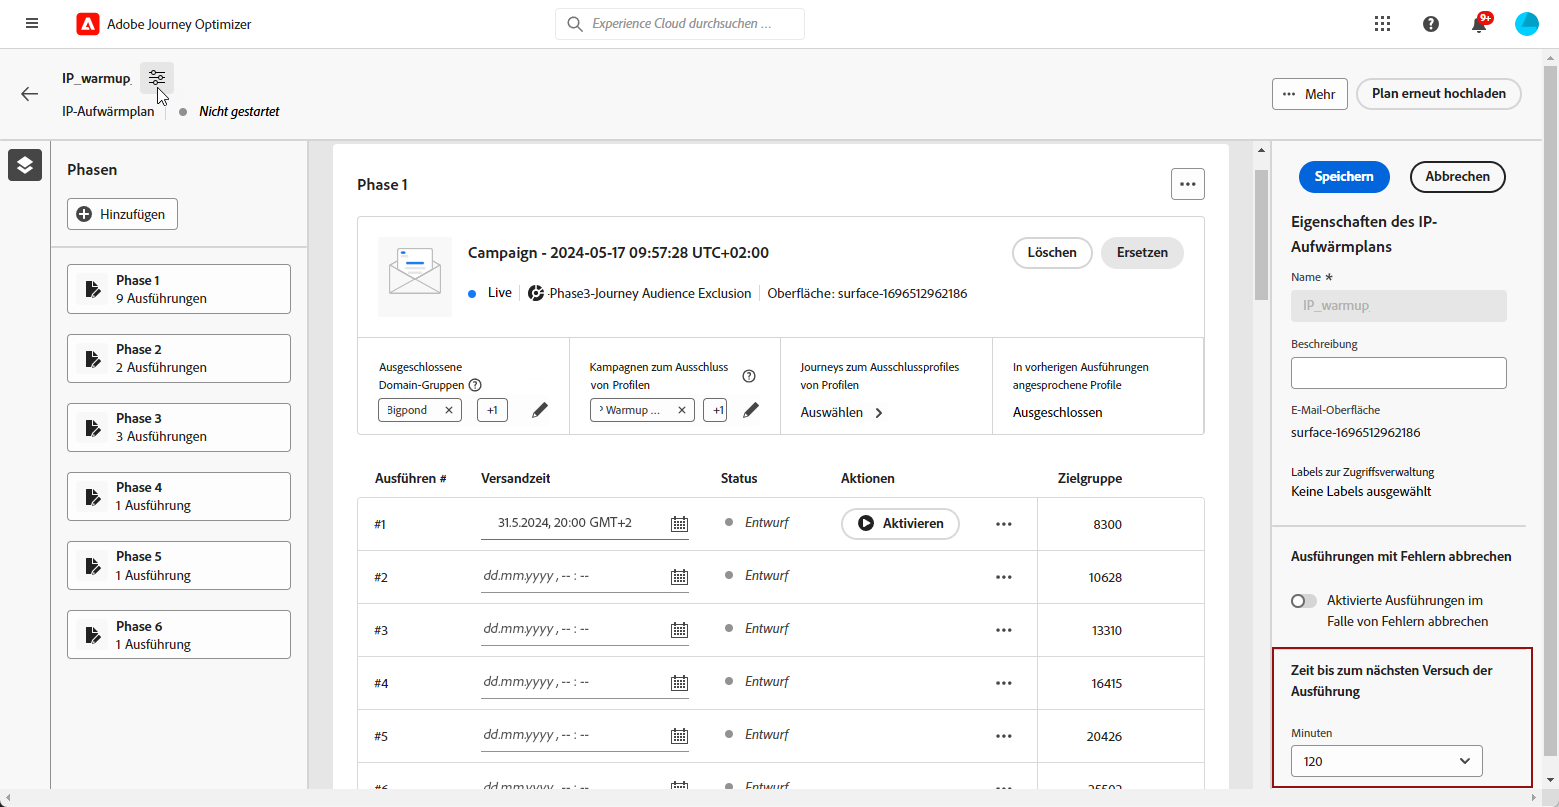 Adobe Journey Optimizer
Experience Cloud durchsuchen ...
9+
IP_warmup
IP-Aufwärmplan
Nicht gestartet
Mehr
Plan erneut hochladen
Phasen
Hinzufügen
Phase 1
9 Ausführungen
Phase 2
2 Ausführungen
Phase 3
3 Ausführungen
Phase 4
1 Ausführung
Phase 5
1 Ausführung
Phase 6
1 Ausführung
Phase 1
Campaign - 2024-05-17 09:57:28 UTC+02:00
Löschen
Ersetzen
Live
Phase3-Journey Audience Exclusion
Oberfläche: surface-1696512962186
Ausgeschlossene
Domain-Gruppen
Bigpond
+1
Kampagnen zum Ausschluss
von Profilen
Warmup ...
+1
Journeys zum Ausschlussprofiles
von Profilen
Auswählen
In vorherigen Ausführungen
angesprochene Profile
Ausgeschlossen
Ausführen # Versandzeit Status Aktionen Zielgruppe
#1 31.5.2024, 20:00 GMT+2 Entwurf Aktivieren 8300
#2 dd.mm.yyyy , -- : -- Entwurf 10628
#3 dd.mm.yyyy , -- : -- Entwurf 13310
#4 dd.mm.yyyy , -- : -- Entwurf 16415
#5 dd.mm.yyyy , -- : -- Entwurf 20426
#6 dd.mm.yyyy , -- : -- Entwurf
Speichern
Abbrechen
Eigenschaften des IP-
Aufwärmplans
Name *
IP_warmup
Beschreibung
E-Mail-Oberfläche
surface-1696512962186
Labels zur Zugriffsverwaltung
Keine Labels ausgewählt
Ausführungen mit Fehlern abbrechen
Aktivierte Ausführungen im
Falle von Fehlern abbrechen
Zeit bis zum nächsten Versuch der
Ausführung
Minuten
120